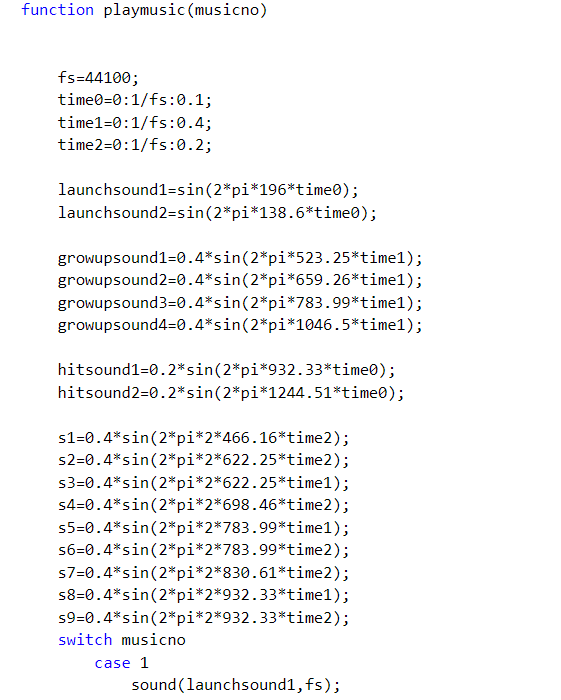 function playmusic(musicno)
fs=44100;
time0=0:1/fs:0.1;
time1=0:1/fs:0.4;
time2=0:1/fs:0.2;
launchsound1=sin(2*pi*196*time0);
launchsound2=sin(2*pi*138.6*time0);
growupsound1=0.4*sin(2*pi*523.25*time1);
growupsound2=0.4*sin(2*pi*659.26*time1);
growupsound3=0.4*sin(2*pi*783.99*time1);
growupsound4=0.4*sin(2*pi*1046.5*time1);
hitsound1=0.2*sin(2*pi*932.33*time0);
hitsound2=0.2*sin(2*pi*1244.51*time0);
s1=0.4*sin(2*pi*2*466.16*time2);
s2=0.4*sin(2*pi*2*622.25*time2);
s3=0.4*sin(2*pi*2*622.25*time1);
s4=0.4*sin(2*pi*2*698.46*time2);
s5=0.4*sin(2*pi*2*783.99*time1);
s6=0.4*sin(2*pi*2*783.99*time2);
s7=0.4*sin(2*pi*2*830.61*time2);
s8=0.4*sin(2*pi*2*932.33*time1);
s9=0.4*sin(2*pi*2*932.33*time2);
switch musicno
case 1
sound(launchsound1,fs);